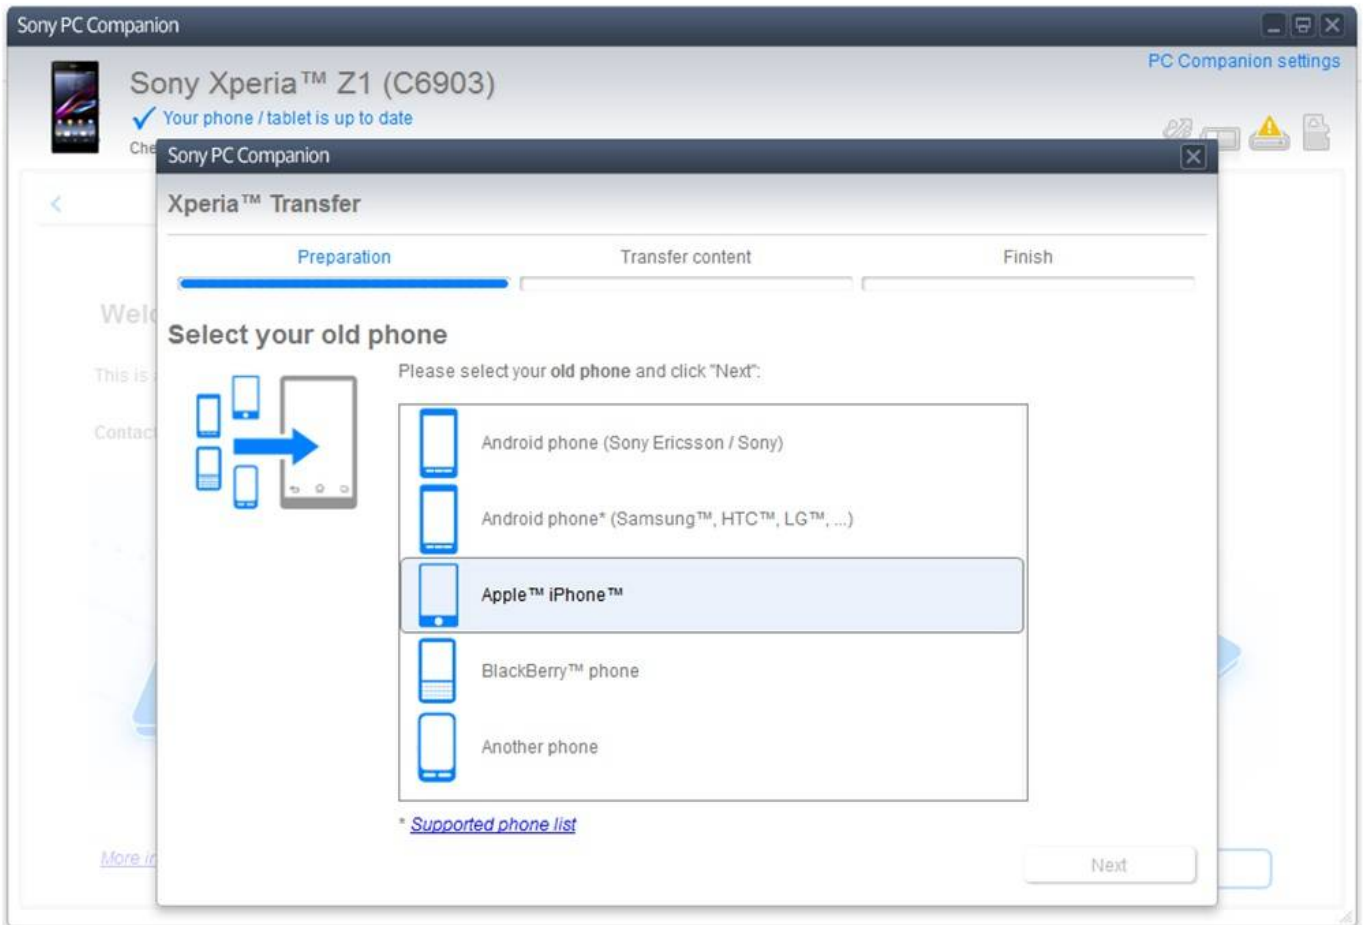 Sony PC Companion
PC Companion settings
Sony Xperia™ Z1 (C6903)
Your phone / tablet is up to date
Sony PC Companion
Xperia™ Transfer
Preparation
Transfer content
Finish
Select your old phone
Please select your old phone and click "Next":
Android phone (Sony Ericsson / Sony)
Android phone* (Samsung™, HTC™, LG™, ...)
Apple™ iPhone™
BlackBerry™ phone
Another phone
* Supported phone list
Next
This is
More